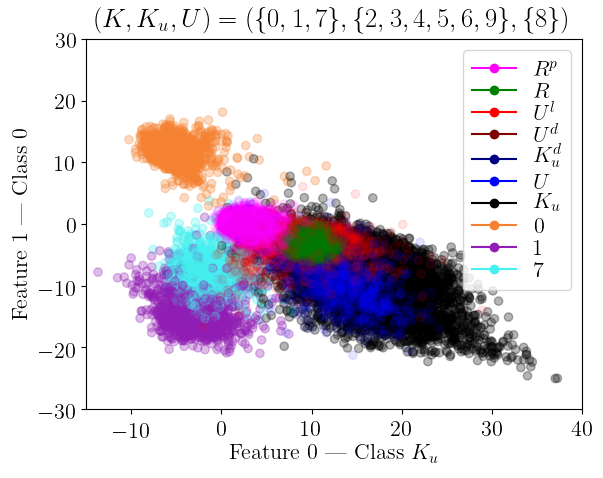 (K, K_u, U) = ({0, 1, 7}, {2, 3, 4, 5, 6, 9}, {8})
30
20
10
0
−10
−20
−30
Feature 1 — Class 0
−10
0
10
20
30
40
Feature 0 — Class K_u
R^p
R
U^l
U^d
K_u^d
U
K_u
0
1
7